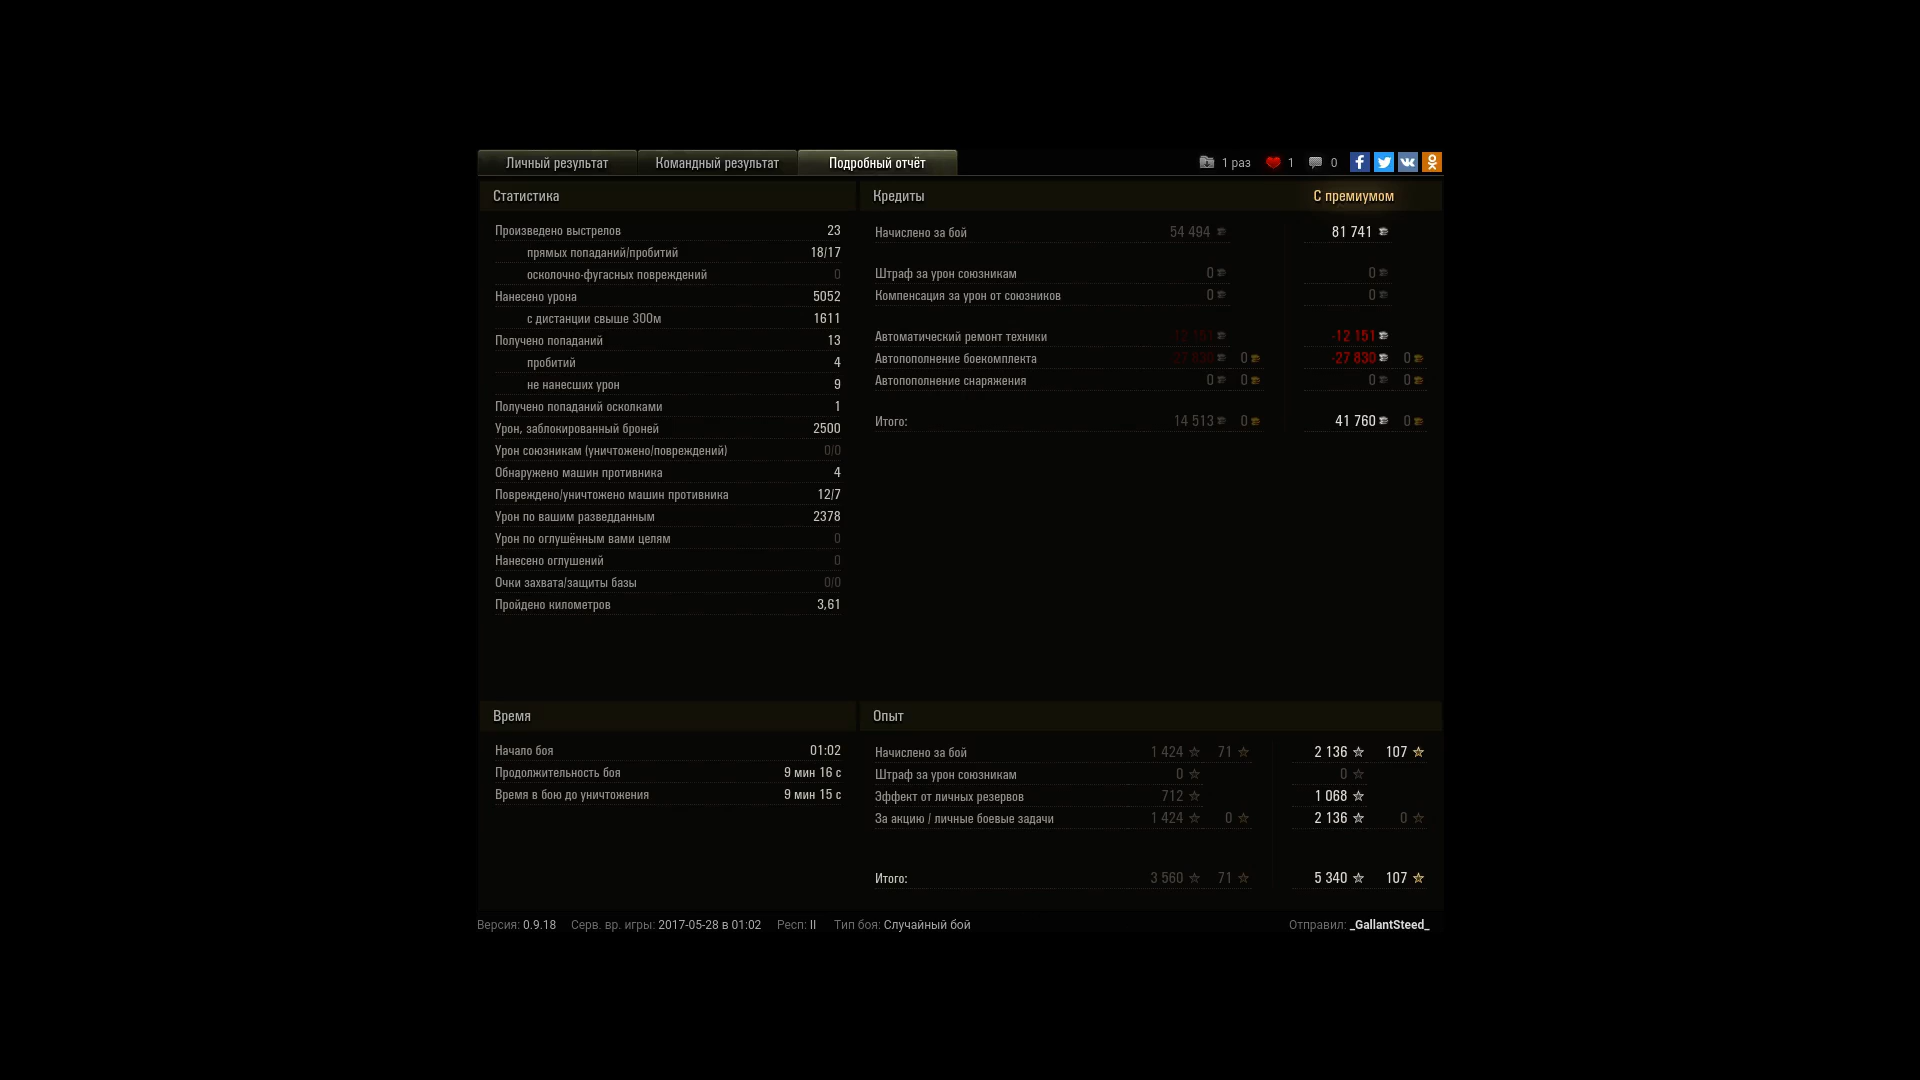 Личный результат Командный результат Подробный отчёт 1 раз 1 0
Статистика
Произведено выстрелов 23
прямых попаданий/пробитий 18/17
осколочно-фугасных повреждений 0
Нанесено урона 5052
с дистанции свыше 300м 1611
Получено попаданий 13
пробитий 4
не нанесших урон 9
Получено попаданий осколками 1
Урон, заблокированный броней 2500
Урон союзникам (уничтожено/повреждений) 0/0
Обнаружено машин противника 4
Повреждено/уничтожено машин противника 12/7
Урон по вашим разведданным 2378
Урон по оглушённым вами целям 0
Нанесено оглушений 0
Очки захвата/защиты базы 0/0
Пройдено километров 3,61
Кредиты С премиумом
Начислено за бой 54 494 81 741
Штраф за урон союзникам 0 0
Компенсация за урон от союзников 0 0
Автоматический ремонт техники -12 151 -12 151
Автопополнение боекомплекта -27 830 0 -27 830 0
Автопополнение снаряжения 0 0 0 0
Итого: 14 513 0 41 760 0
Время
Начало боя 01:02
Продолжительность боя 9 мин 16 с
Время в бою до уничтожения 9 мин 15 с
Опыт
Начислено за бой 1 424 71 2 136 107
Штраф за урон союзникам 0 0
Эффект от личных резервов 712 1 068
За акцию / личные боевые задачи 1 424 0 2 136 0
Итого: 3 560 71 5 340 107
Версия: 0.9.18 Серв. вр. игры: 2017-05-28 в 01:02 Респ: II Тип боя: Случайный бой Отправил: _GallantSteed_